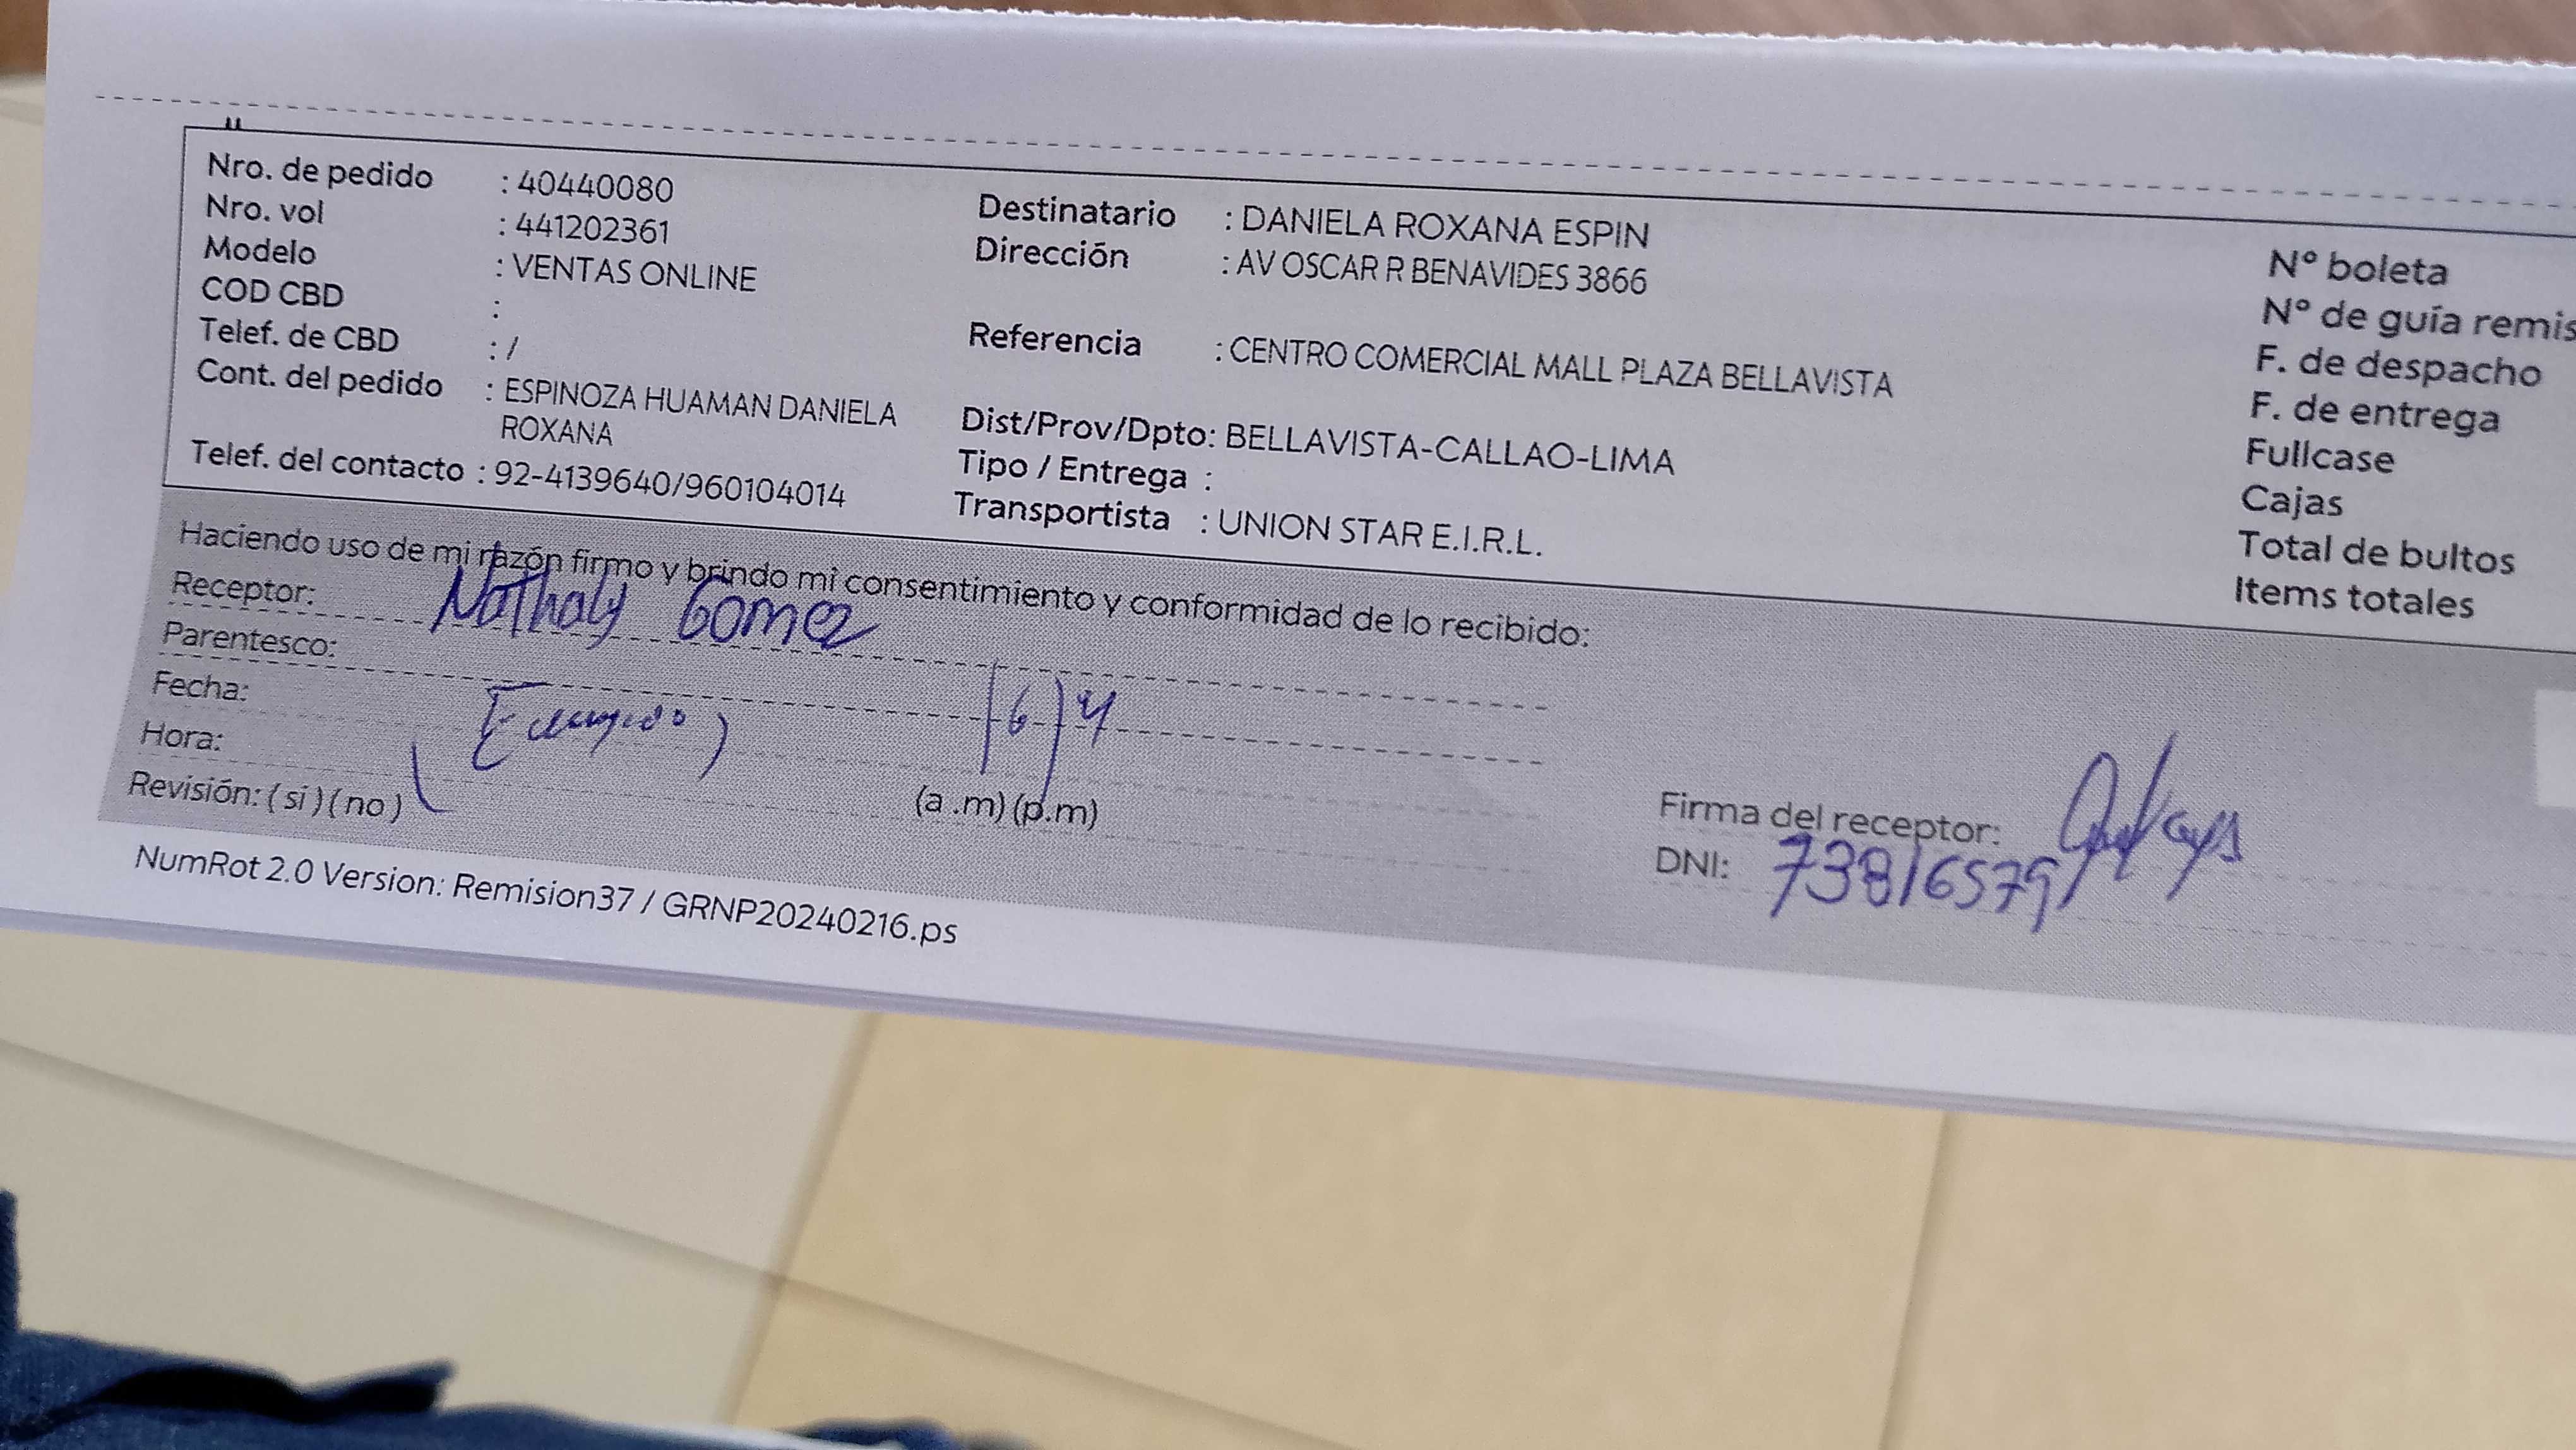 Nro. de pedido : 40440080
Nro. vol : 441202361
Modelo : VENTAS ONLINE
COD CBD :
Telef. de CBD : /
Cont. del pedido : ESPINOZA HUAMAN DANIELA
ROXANA
Telef. del contacto : 92-4139640/960104014
Destinatario : DANIELA ROXANA ESPIN
Dirección : AV OSCAR R BENAVIDES 3866
Referencia : CENTRO COMERCIAL MALL PLAZA BELLAVISTA
Dist/Prov/Dpto: BELLAVISTA-CALLAO-LIMA
Tipo / Entrega :
Transportista : UNION STAR E.I.R.L.
N° boleta
N° de guía remis
F. de despacho
F. de entrega
Fullcase
Cajas
Total de bultos
Items totales
Haciendo uso de mi razón firmo y brindo mi consentimiento y conformidad de lo recibido:
Receptor: Nathaly Gomez
Parentesco:
Fecha:
Hora:
Revisión: ( si ) ( no ) (a .m) (p.m)
Firma del receptor:
DNI: 73816579
NumRot 2.0 Version: Remision37 / GRNP20240216.ps